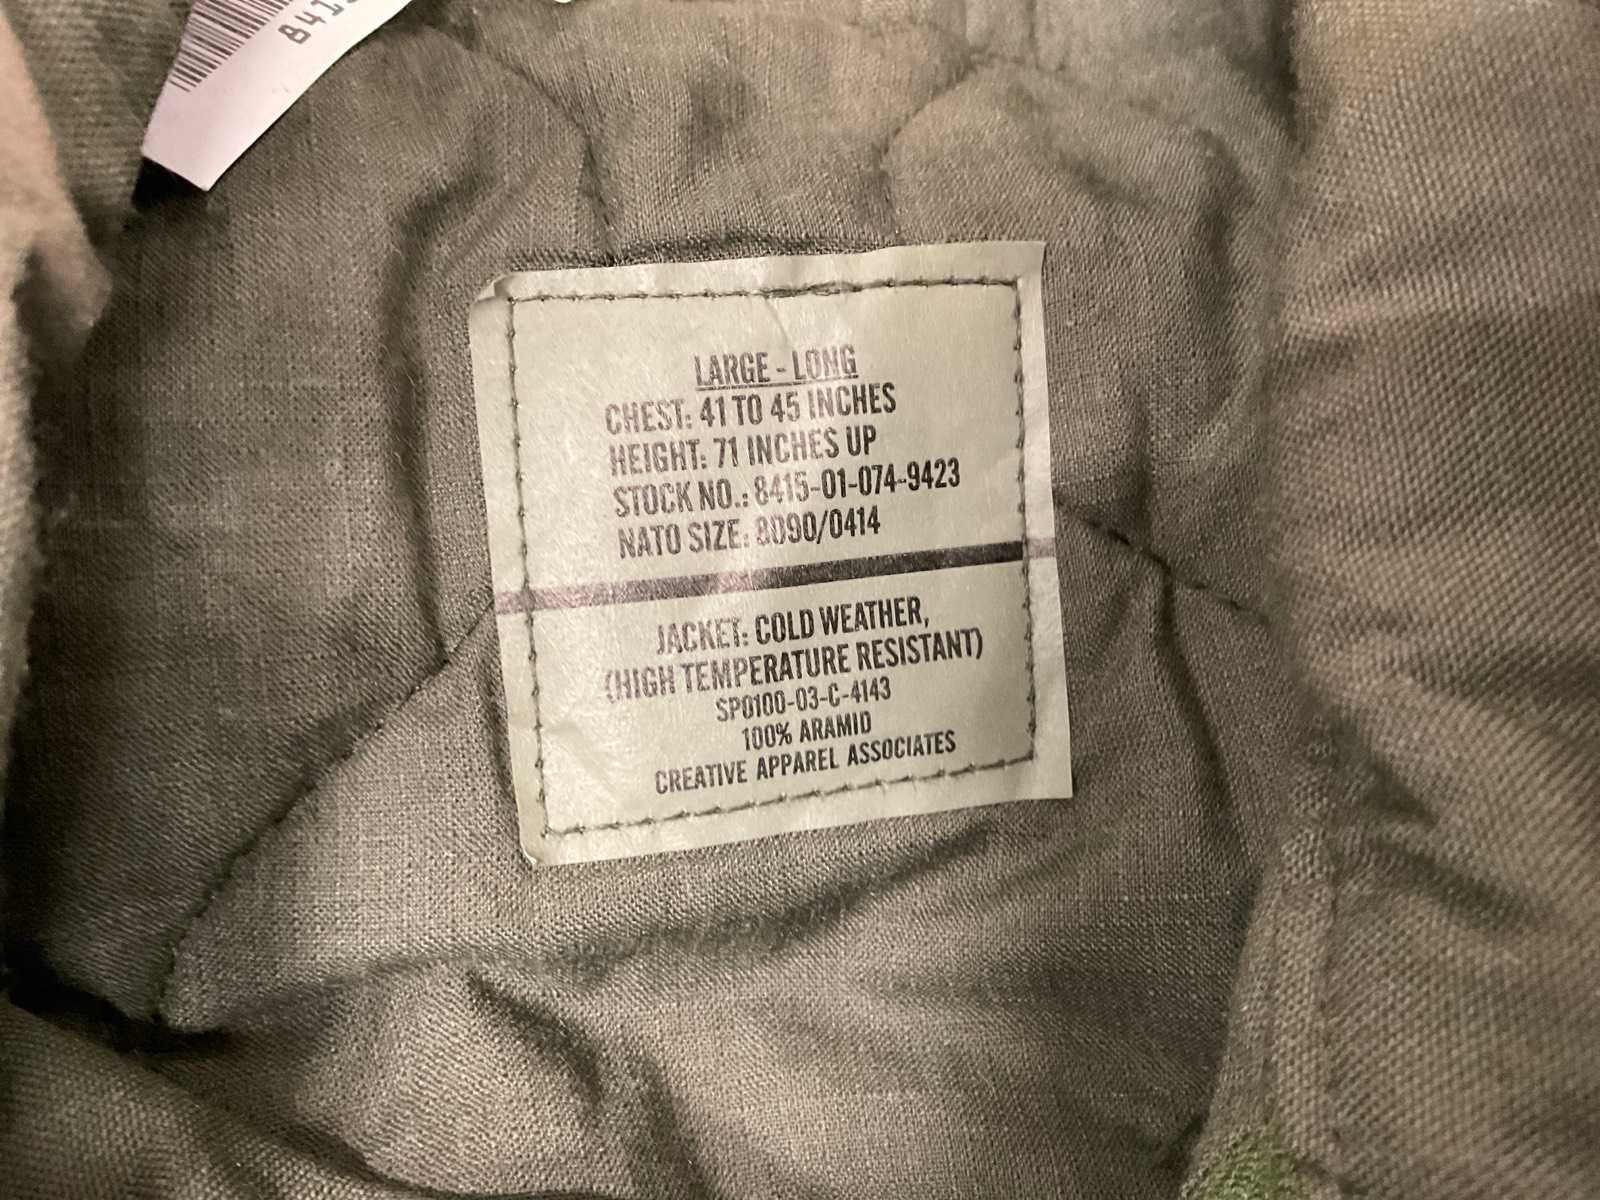 8415
LARGE - LONG
CHEST: 41 TO 45 INCHES
HEIGHT: 71 INCHES UP
STOCK NO.: 8415-01-074-9423
NATO SIZE: 8090/0414
JACKET: COLD WEATHER,
(HIGH TEMPERATURE RESISTANT)
SP0100-03-C-4143
100% ARAMID
CREATIVE APPAREL ASSOCIATES